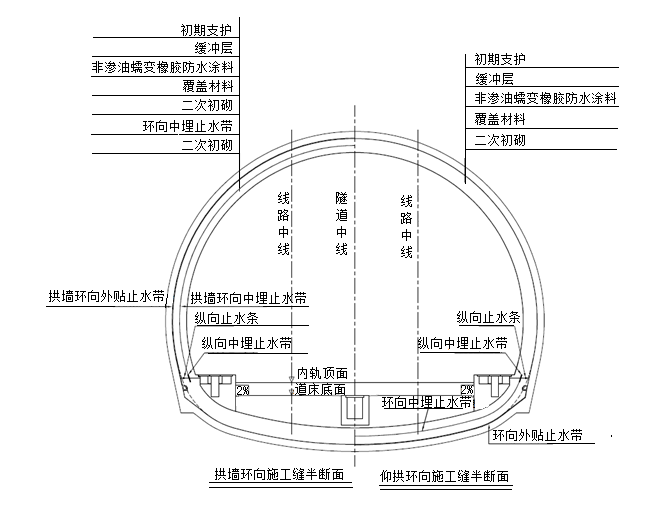 初期支护
缓冲层
非渗油蠕变橡胶防水涂料
覆盖材料
二次初砌
环向中埋止水带
二次初砌
初期支护
缓冲层
非渗油蠕变橡胶防水涂料
覆盖材料
二次初砌
线路中线
隧道中线
线路中线
拱墙环向外贴止水带
拱墙环向中埋止水带
纵向止水条
纵向中埋止水带
纵向止水条
纵向中埋止水带
内轨顶面
2%
道床底面
2%
环向中埋止水带
环向外贴止水带
拱墙环向施工缝半断面
仰拱环向施工缝半断面